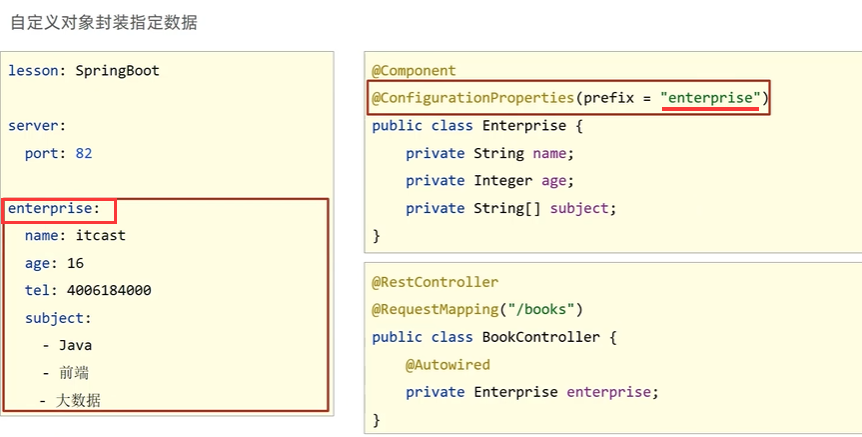 自定义对象封装指定数据
lesson: SpringBoot
server:
port: 82
enterprise:
name: itcast
age: 16
tel: 4006184000
subject:
- Java
- 前端
- 大数据
@Component
@ConfigurationProperties(prefix = "enterprise")
public class Enterprise {
private String name;
private Integer age;
private String[] subject;
}
@RestController
@RequestMapping("/books")
public class BookController {
@Autowired
private Enterprise enterprise;
}